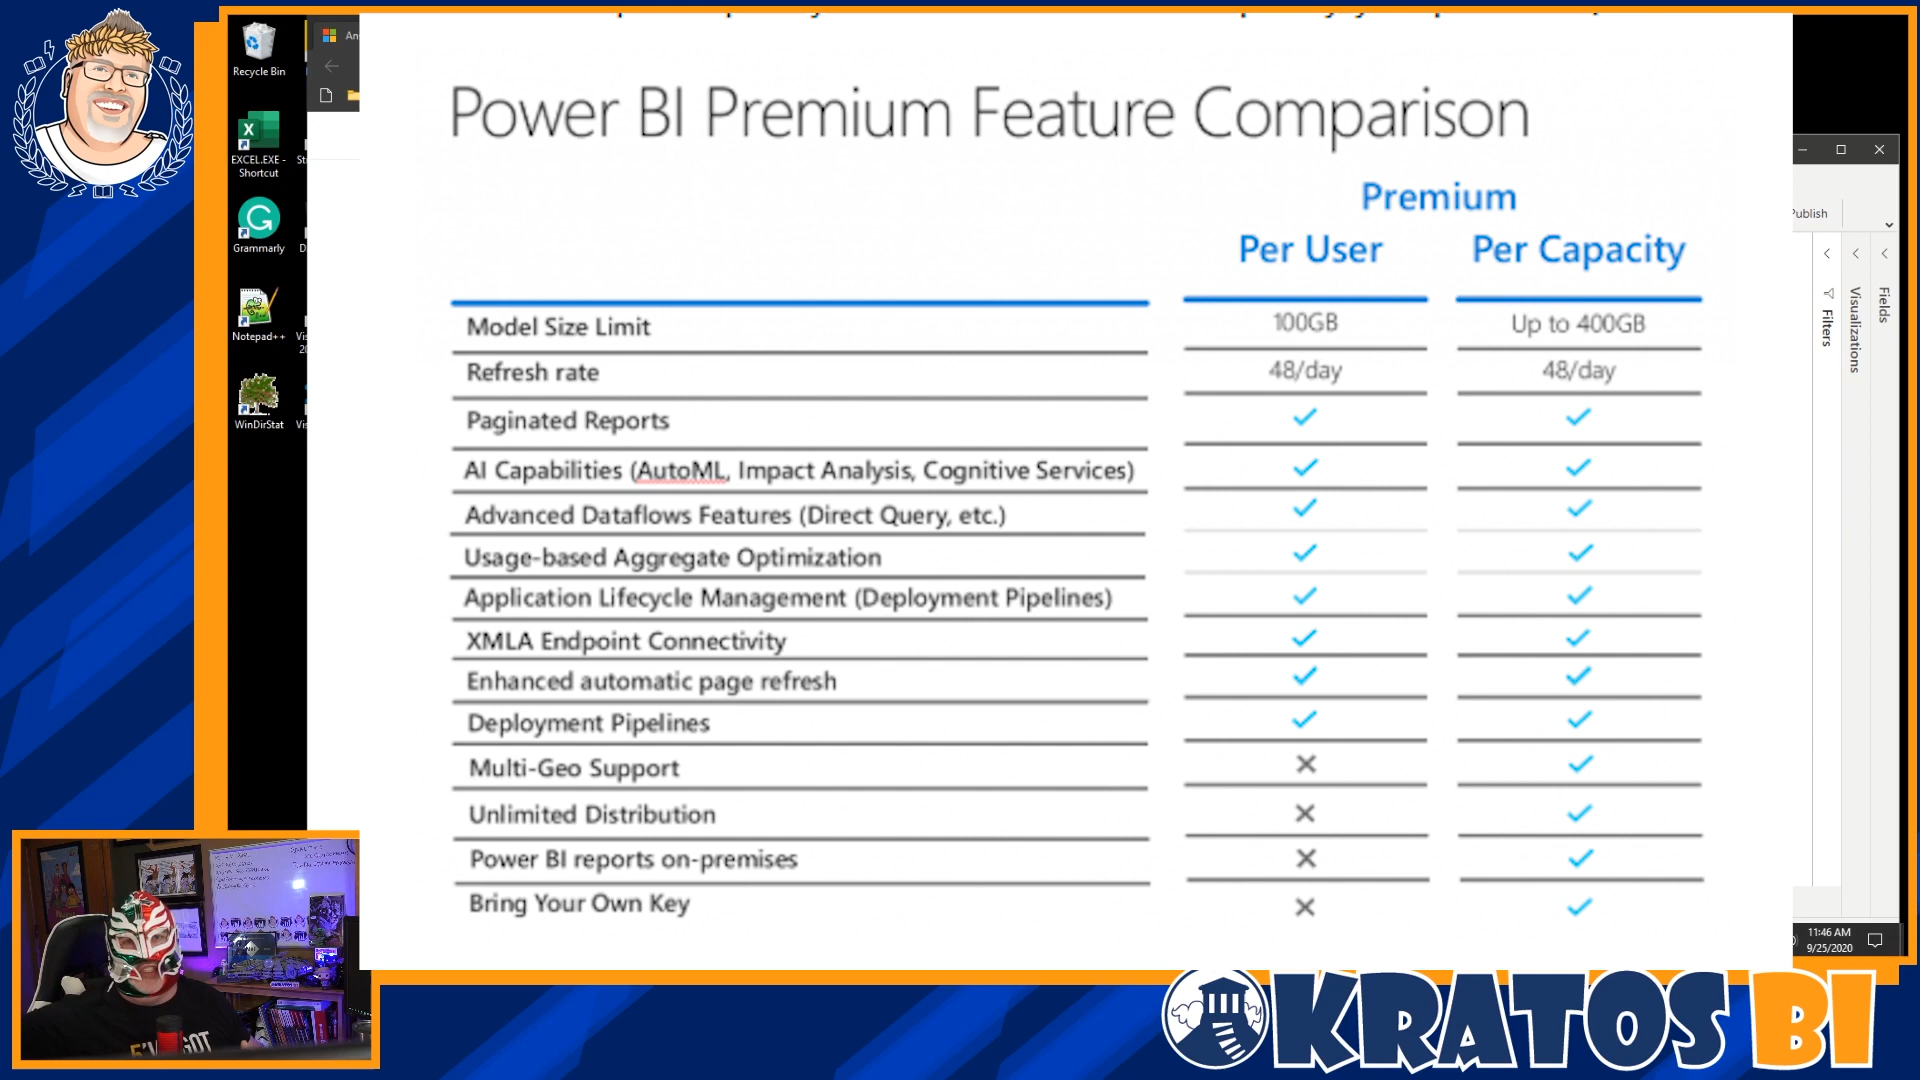 Recycle Bin
EXCEL.EXE -
Shortcut
Grammarly
Notepad++
WinDirStat
Power BI Premium Feature Comparison
Premium
Per User Per Capacity
Model Size Limit 100GB Up to 400GB
Refresh rate 48/day 48/day
Paginated Reports ✓ ✓
AI Capabilities (AutoML, Impact Analysis, Cognitive Services) ✓ ✓
Advanced Dataflows Features (Direct Query, etc.) ✓ ✓
Usage-based Aggregate Optimization ✓ ✓
Application Lifecycle Management (Deployment Pipelines) ✓ ✓
XMLA Endpoint Connectivity ✓ ✓
Enhanced automatic page refresh ✓ ✓
Deployment Pipelines ✓ ✓
Multi-Geo Support ✕ ✓
Unlimited Distribution ✕ ✓
Power BI reports on-premises ✕ ✓
Bring Your Own Key ✕ ✓
Publish
Filters
Visualizations
Fields
11:46 AM
9/25/2020
KRATOS BI